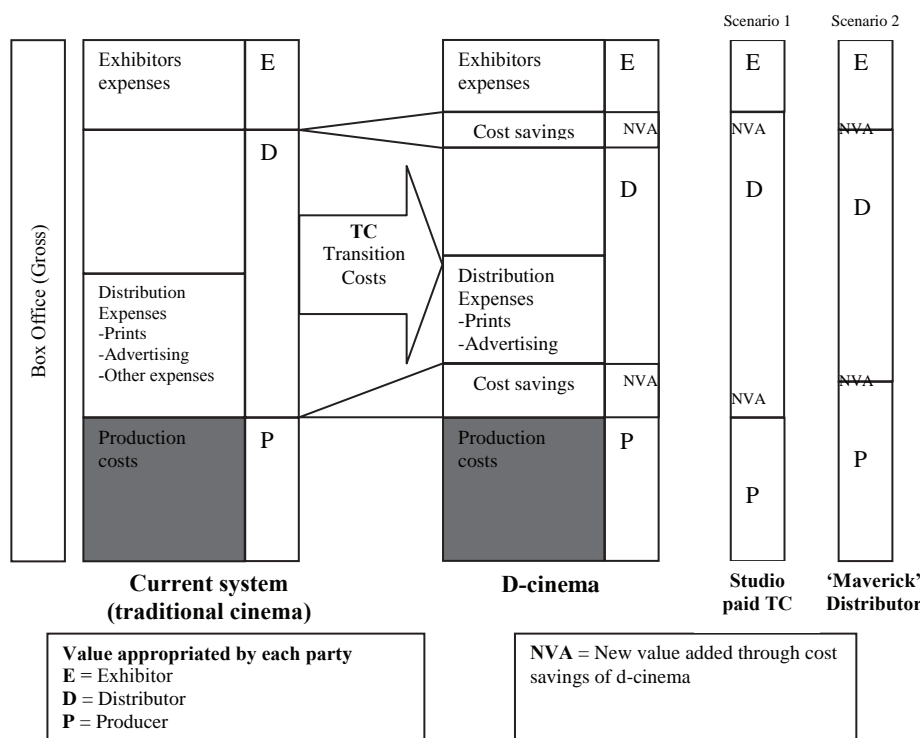 Scenario 1
Scenario 2
Box Office (Gross)
Exhibitors
expenses
E
D
Distribution
Expenses
-Prints
-Advertising
-Other expenses
Production
costs
P
TC
Transition
Costs
Exhibitors
expenses
E
Cost savings
NVA
D
Distribution
Expenses
-Prints
-Advertising
Cost savings
NVA
Production
costs
P
E
NVA
D
NVA
P
E
NVA
D
NVA
P
Current system
(traditional cinema)
D-cinema
Studio
paid TC
‘Maverick’
Distributor
Value appropriated by each party
E = Exhibitor
D = Distributor
P = Producer
NVA = New value added through cost
savings of d-cinema